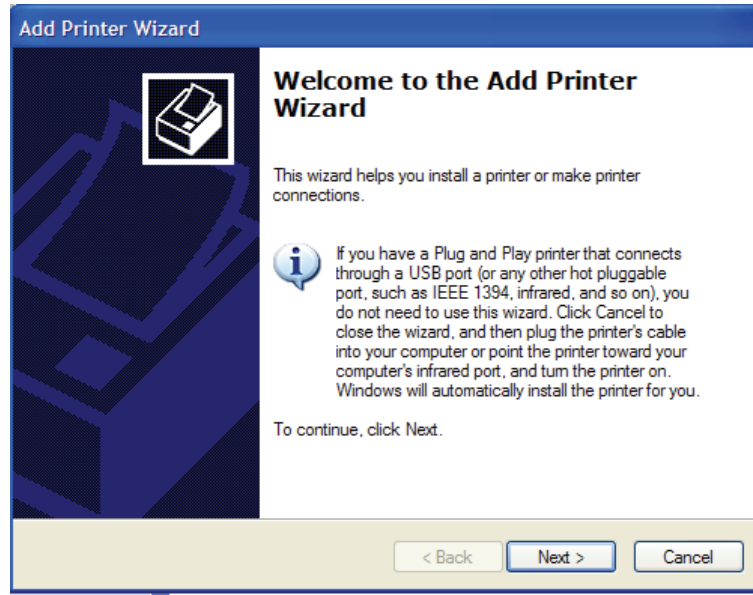 Add Printer Wizard
Welcome to the Add Printer
Wizard
This wizard helps you install a printer or make printer
connections.
If you have a Plug and Play printer that connects
through a USB port (or any other hot pluggable
port, such as IEEE 1394, infrared, and so on), you
do not need to use this wizard. Click Cancel to
close the wizard, and then plug the printer's cable
into your computer or point the printer toward your
computer's infrared port, and turn the printer on.
Windows will automatically install the printer for you.
To continue, click Next.
< Back
Next >
Cancel